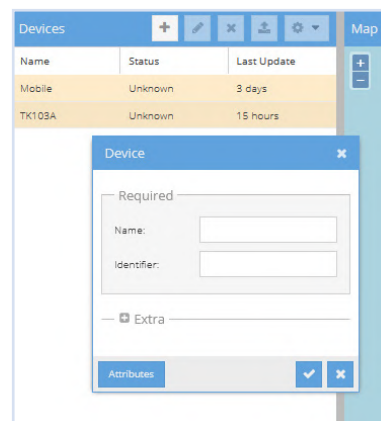 Devices Map
Name Status Last Update
Mobile Unknown 3 days
TK103A Unknown 15 hours
Device
Required
Name:
Identifier:
Extra
Attributes